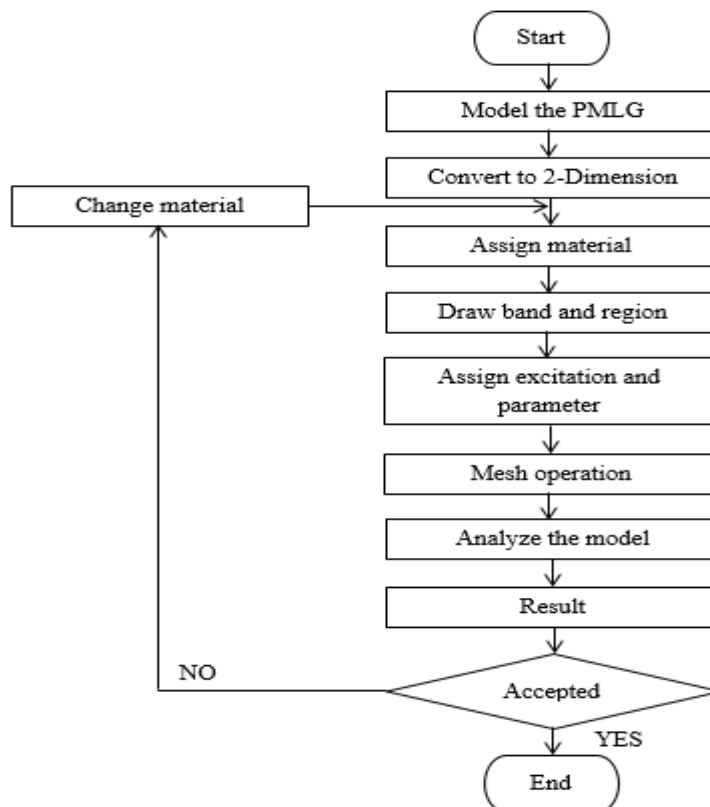 Start
Model the PMLG
Convert to 2-Dimension
Change material
Assign material
Draw band and region
Assign excitation and
parameter
Mesh operation
Analyze the model
Result
NO
Accepted
YES
End